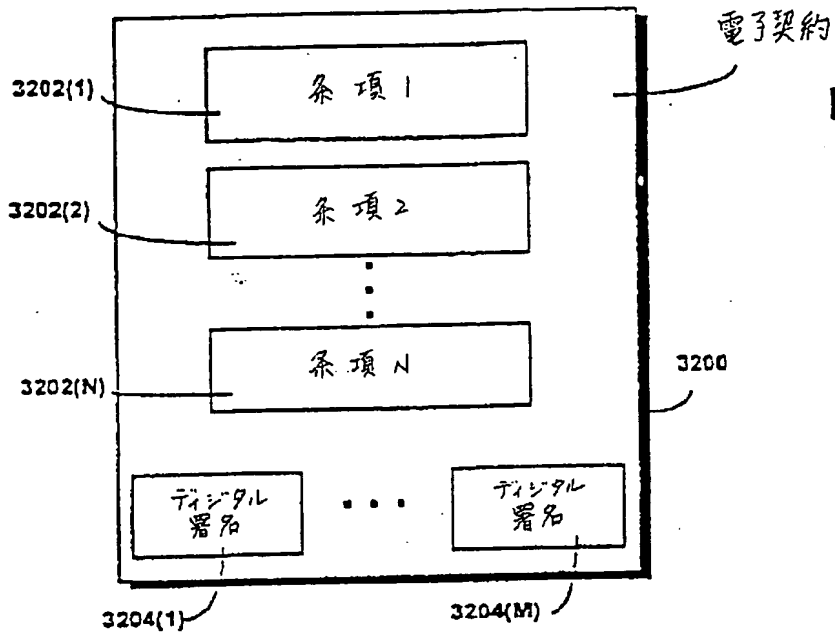 電子契約
3202(1)
条項1
3202(2)
条項2
3202(N)
条項N
3200
ディジタル
署名
ディジタル
署名
3204(1)
3204(M)